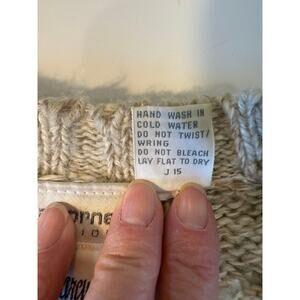 HAND WASH IN
COLD WATER
DO NOT TWIST/
WRING
DO NOT BLEACH
LAY FLAT TO DRY
J 15